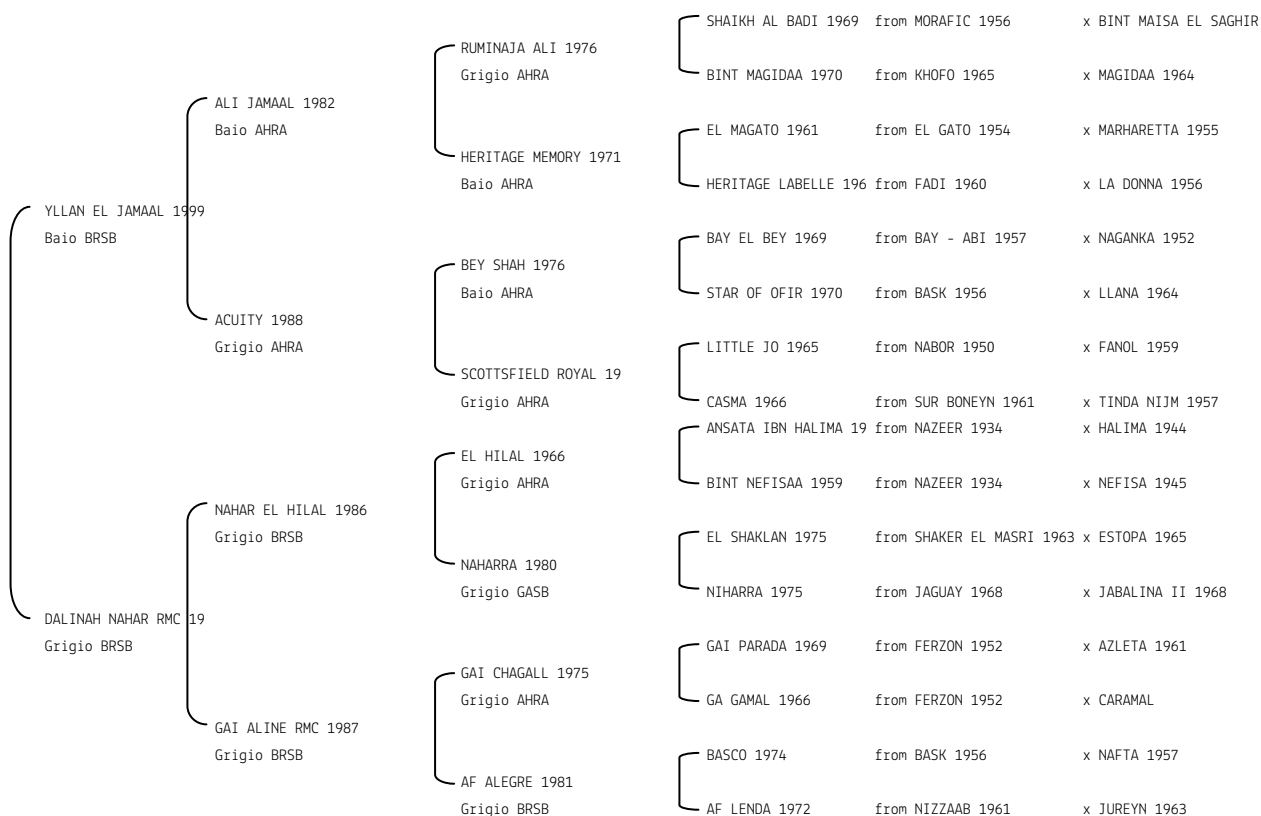 SHAIKH AL BADI 1969 from MORAFIC 1956 x BINT MAISA EL SAGHIR
RUMINAJA ALI 1976
Grigio AHRA
BINT MAGIDAA 1970 from KHOFO 1965 x MAGIDAA 1964
ALI JAMAAL 1982
Baio AHRA
EL MAGATO 1961 from EL GATO 1954 x MARHARETTA 1955
HERITAGE MEMORY 1971
Baio AHRA
HERITAGE LABELLE 196 from FADI 1960 x LA DONNA 1956
YLLAN EL JAMAAL 1999
Baio BRSB
BAY EL BEY 1969 from BAY - ABI 1957 x NAGANKA 1952
BEY SHAH 1976
Baio AHRA
STAR OF OFIR 1970 from BASK 1956 x LLANA 1964
ACUITY 1988
Grigio AHRA
LITTLE JO 1965 from NABOR 1950 x FANOL 1959
SCOTTSFIELD ROYAL 19
Grigio AHRA
CASMA 1966 from SUR BONEYN 1961 x TINDA NIJM 1957
ANSATA IBN HALIMA 19 from NAZEER 1934 x HALIMA 1944
EL HILAL 1966
Grigio AHRA
BINT NEFISAA 1959 from NAZEER 1934 x NEFISA 1945
NAHAR EL HILAL 1986
Grigio BRSB
EL SHAKLAN 1975 from SHAKER EL MASRI 1963 x ESTOPA 1965
NAHARRA 1980
Grigio GASB
NIHARRA 1975 from JAGUAY 1968 x JABALINA II 1968
DALINAH NAHAR RMC 19
Grigio BRSB
GAI PARADA 1969 from FERZON 1952 x AZLETA 1961
GAI CHAGALL 1975
Grigio AHRA
GA GAMAL 1966 from FERZON 1952 x CARAMAL
GAI ALINE RMC 1987
Grigio BRSB
BASCO 1974 from BASK 1956 x NAFTA 1957
AF ALEGRE 1981
Grigio BRSB
AF LENDA 1972 from NIZZAAB 1961 x JUREYN 1963